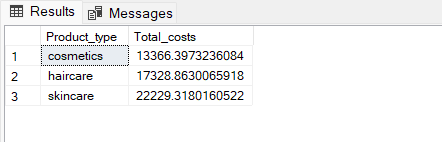 Results Messages
Product_type Total_costs
1 cosmetics 13366.3973236084
2 haircare 17328.8630065918
3 skincare 22229.3180160522